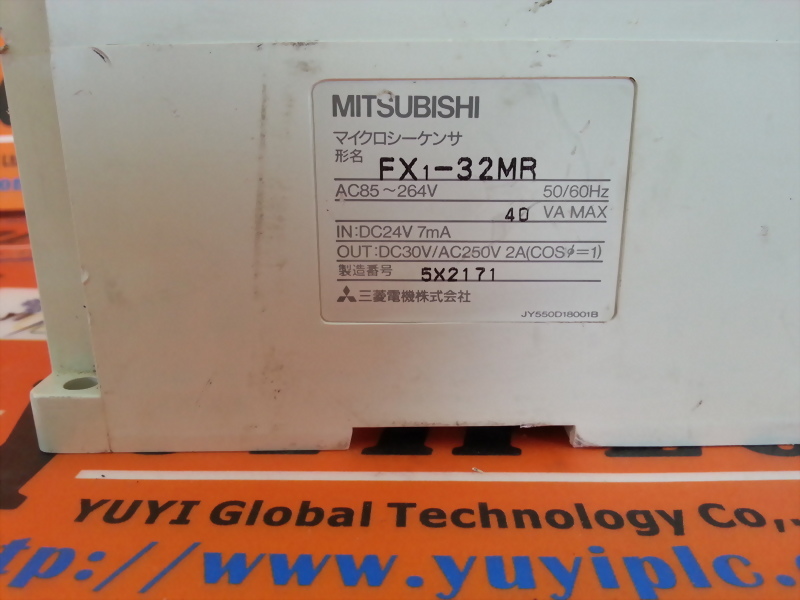 MITSUBISHI
マイクロシーケンサ
形名 FX1-32MR
AC85~264V 50/60Hz
40 VA MAX
IN:DC24V 7mA
OUT:DC30V/AC250V 2A(COSφ=1)
製造番号 5X2171
三菱電機株式会社
JY550D18001B
YUYI Global Technology Co,.
tp://www.yuyiplc.com